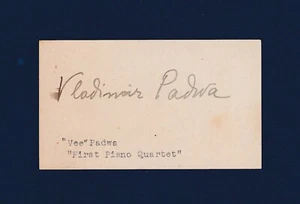 Vladimir Padwa
"Vee" Padwa
"First Piano Quartet"